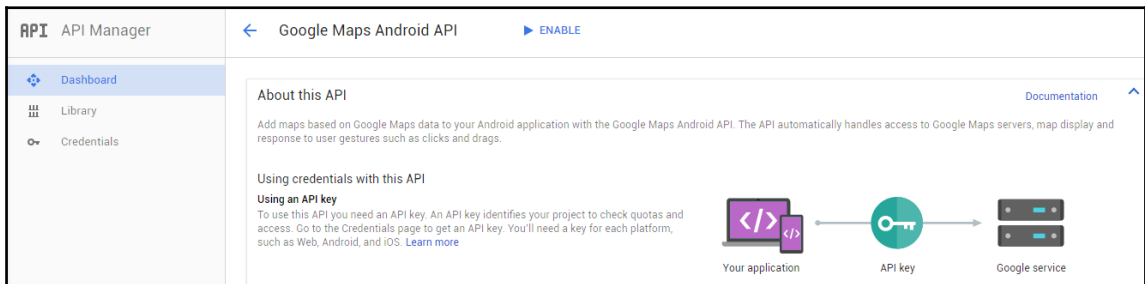 API API Manager
Google Maps Android API
ENABLE
Dashboard
Library
Credentials
About this API
Documentation
Add maps based on Google Maps data to your Android application with the Google Maps Android API. The API automatically handles access to Google Maps servers, map display and
response to user gestures such as clicks and drags.
Using credentials with this API
Using an API key
To use this API you need an API key. An API key identifies your project to check quotas and
access. Go to the Credentials page to get an API key. You'll need a key for each platform,
such as Web, Android, and iOS. Learn more
</> </>
Your application
API key
Google service